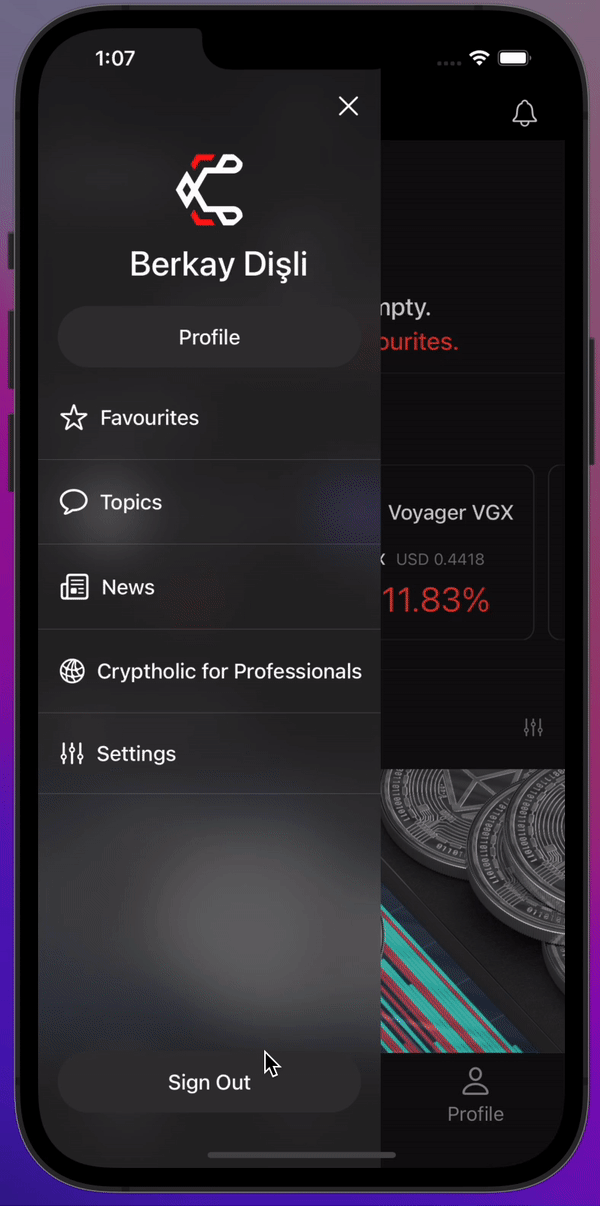 1:07
Berkay Dişli
Profile
Favourites
Topics
News
Cryptholic for Professionals
Settings
Sign Out
ourites.
Voyager VGX
USD 0.4418
11.83%
Profile